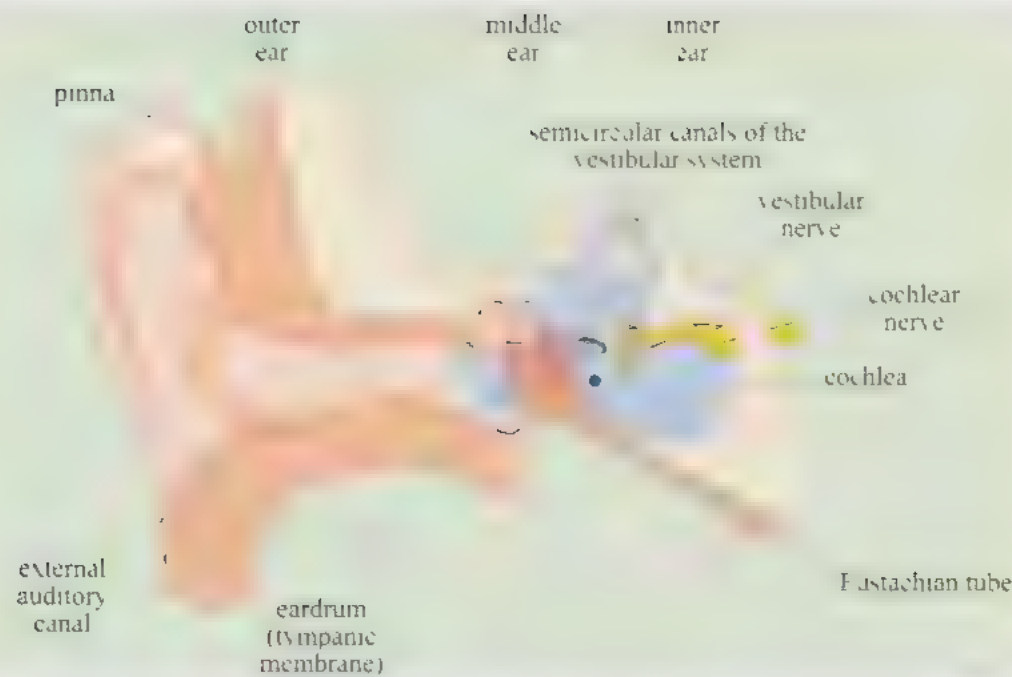 outer
ear
middle
ear
inner
ear
pinna
semicircular canals of the
vestibular system
vestibular
nerve
cochlear
nerve
cochlea
external
auditory
canal
eardrum
(tympanic
membrane)
Eustachian tube